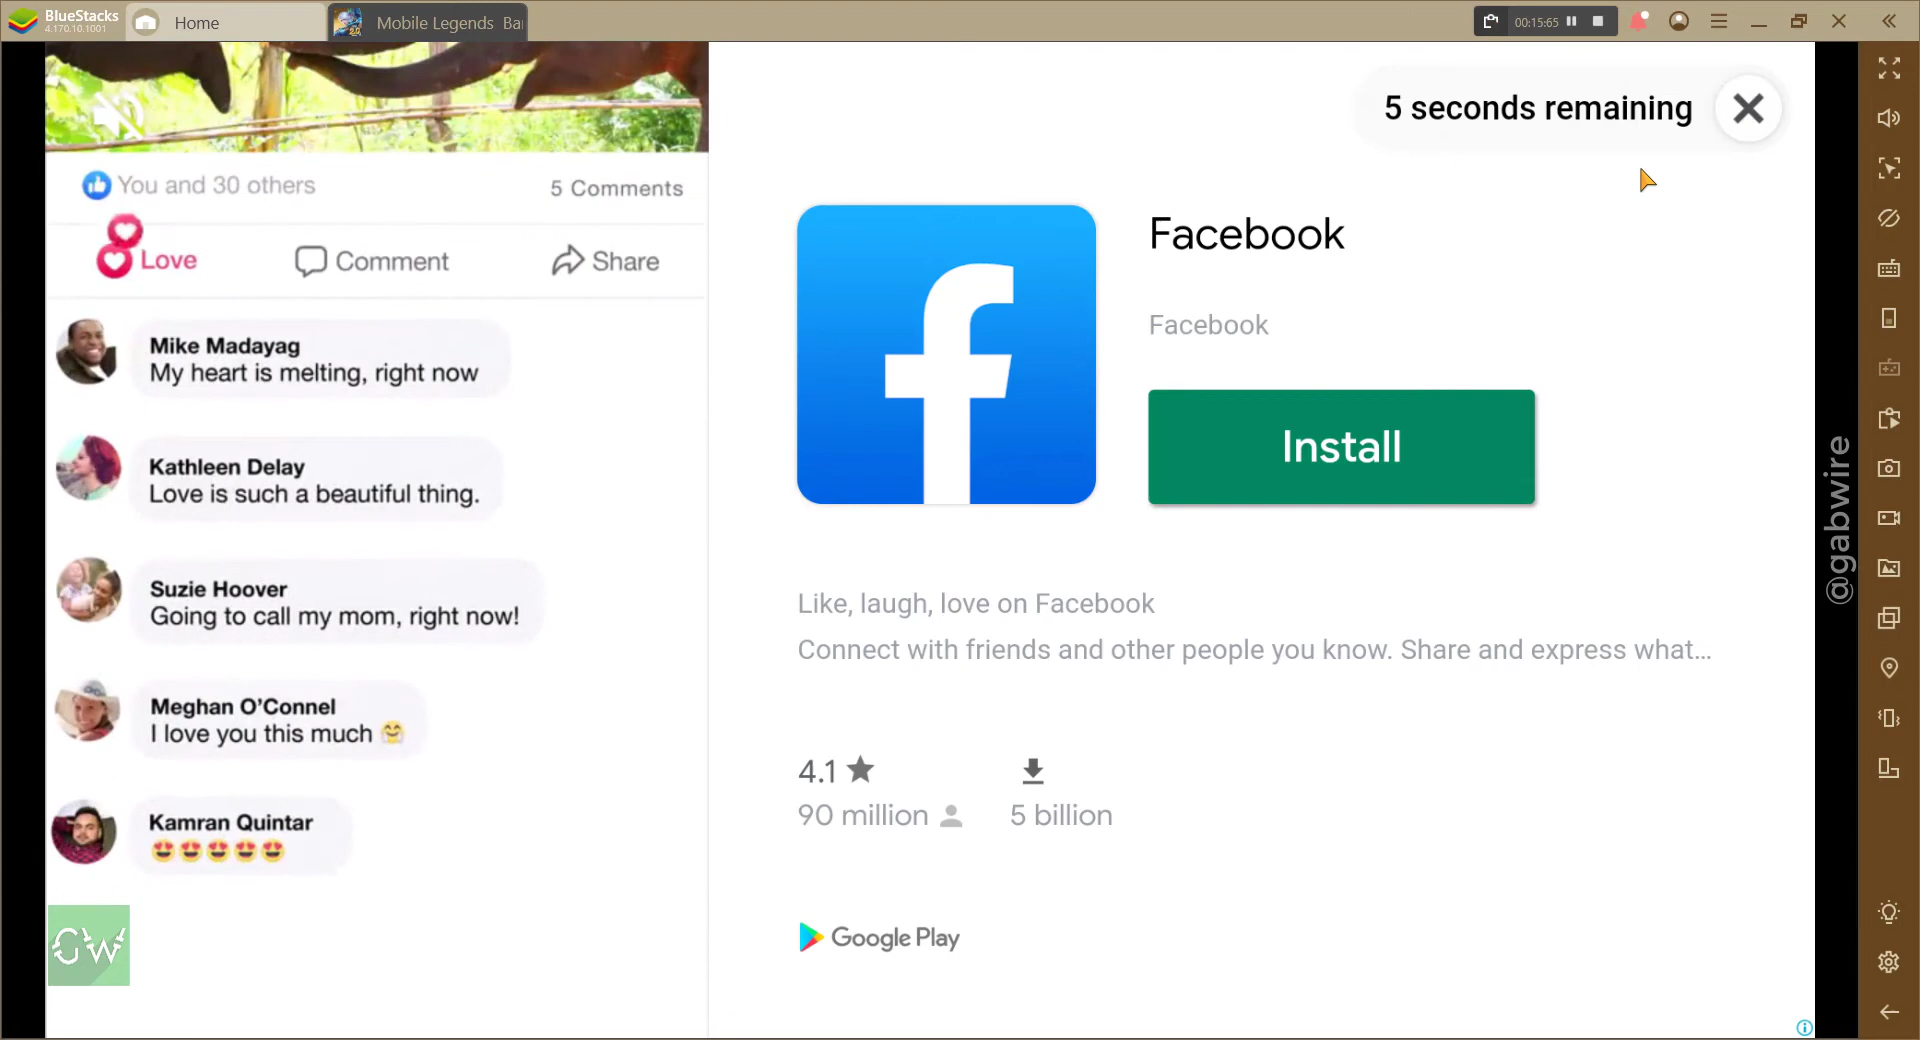 BlueStacks
4.170.10.1001
Home
Mobile Legends Ba
00:15:65
5 seconds remaining
You and 30 others
5 Comments
Love
Comment
Share
Mike Madayag
My heart is melting, right now
Kathleen Delay
Love is such a beautiful thing.
Suzie Hoover
Going to call my mom, right now!
Meghan O’Connel
I love you this much 🤗
Kamran Quintar
😍😍😍😍😍
GW
Facebook
Facebook
Install
Like, laugh, love on Facebook
Connect with friends and other people you know. Share and express what...
4.1 ★
90 million
5 billion
Google Play
@gabwire